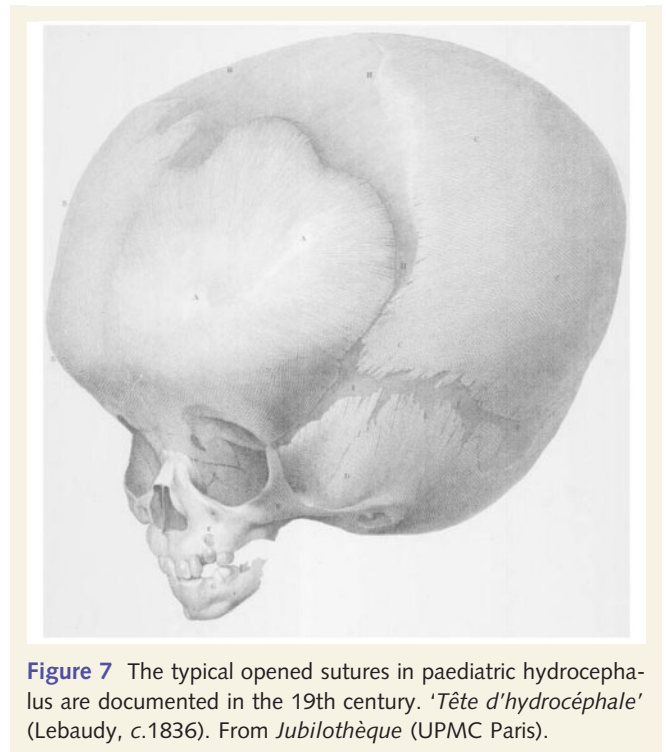 C
A
A
C
D
Figure 7 The typical opened sutures in paediatric hydrocepha-
lus are documented in the 19th century. ‘Tête d’hydrocéphale’
(Lebaudy, c.1836). From Jubilothèque (UPMC Paris).